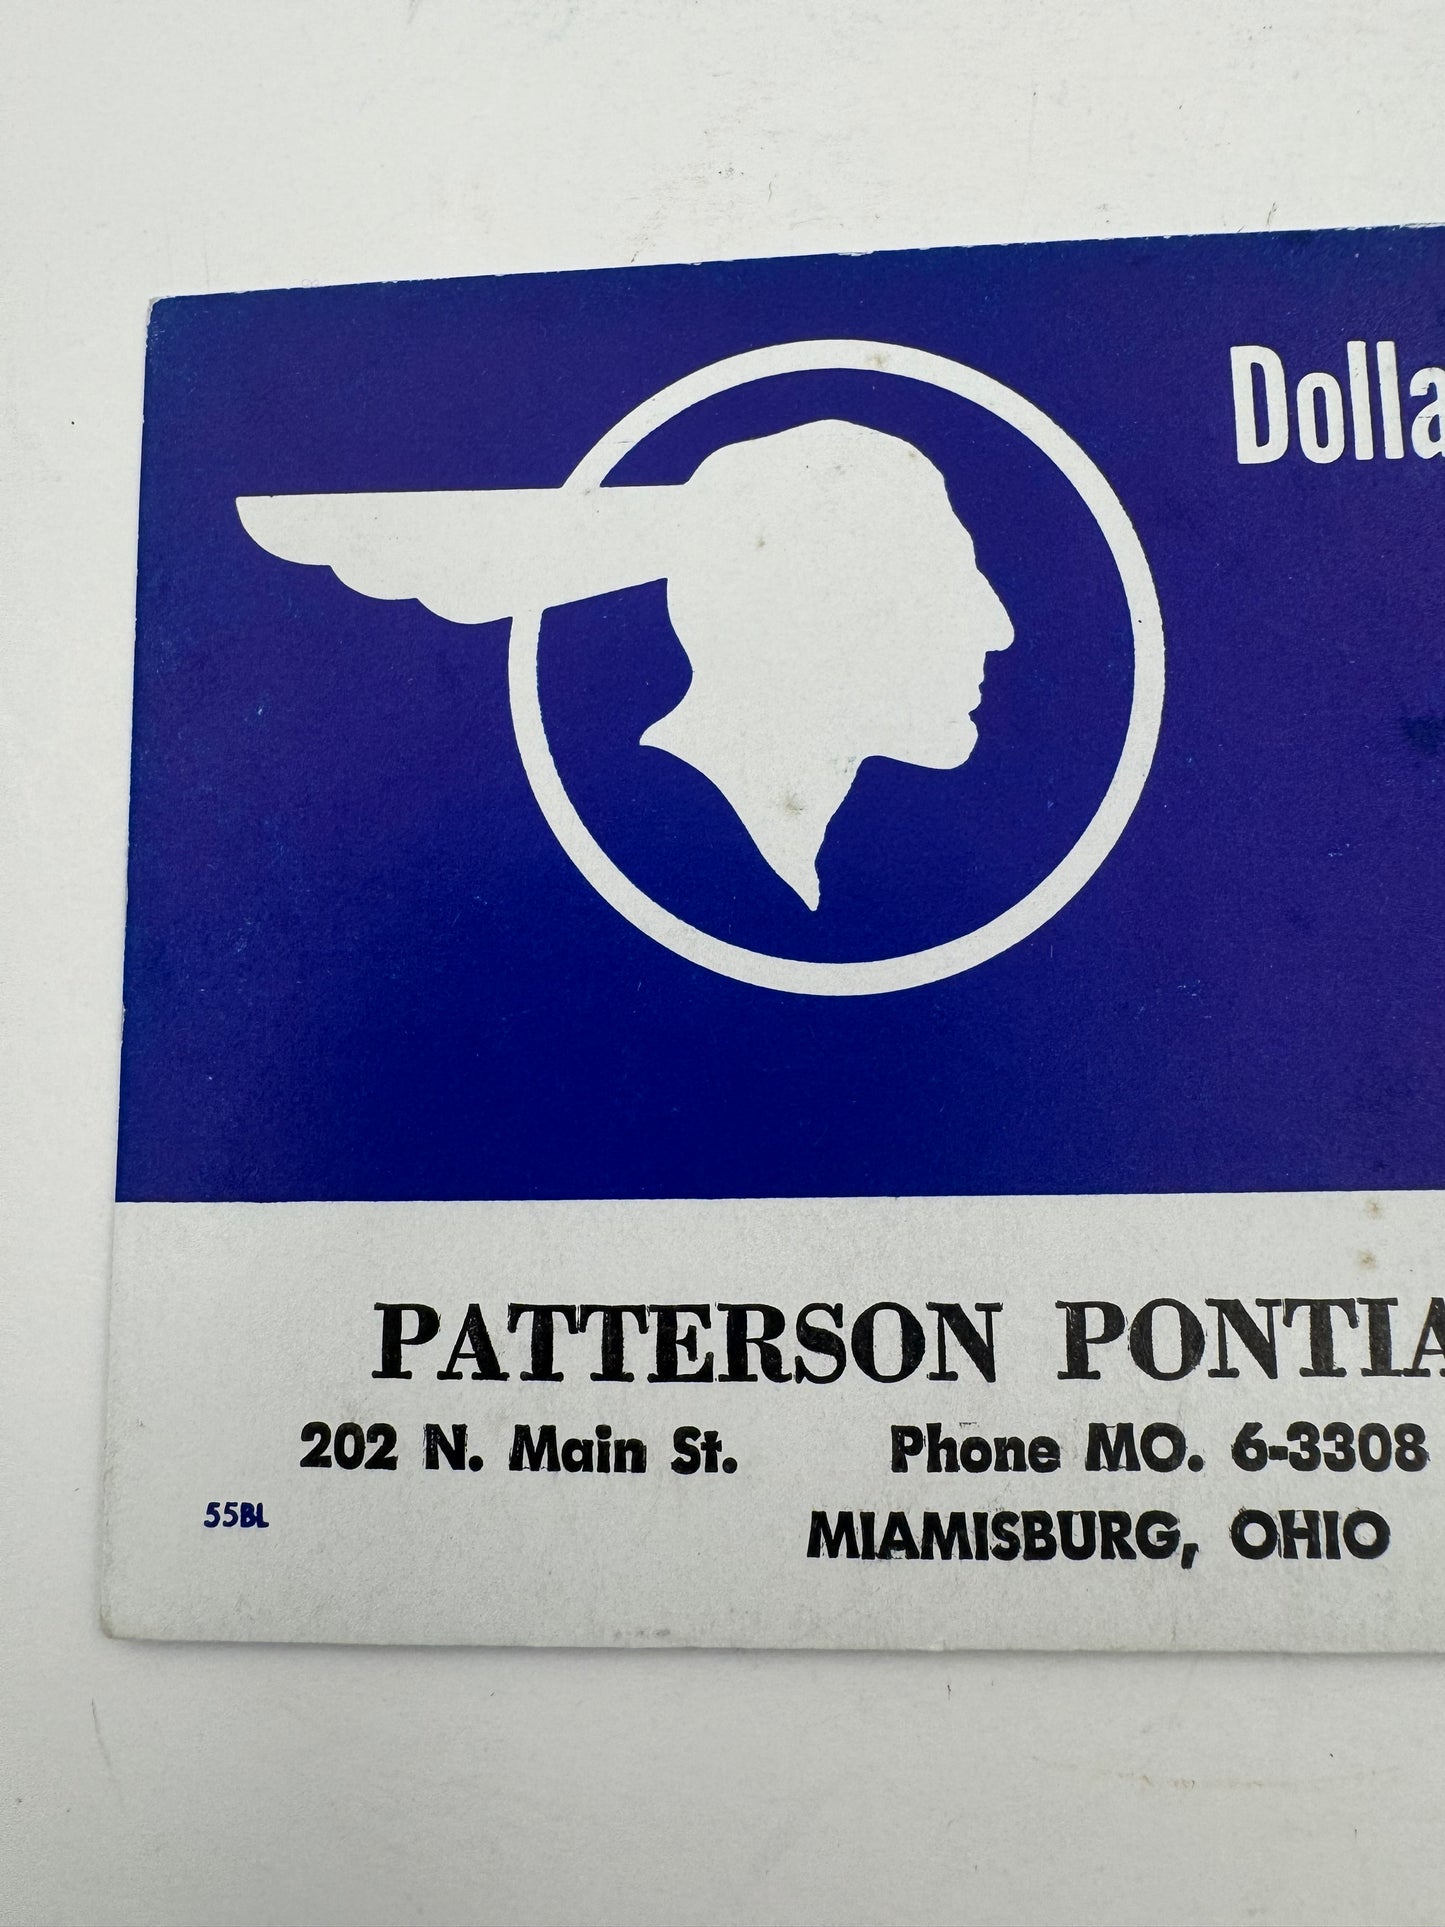 Dolla
PATTERSON PONTIA
202 N. Main St. Phone MO. 6-3308
55BL
MIAMISBURG, OHIO